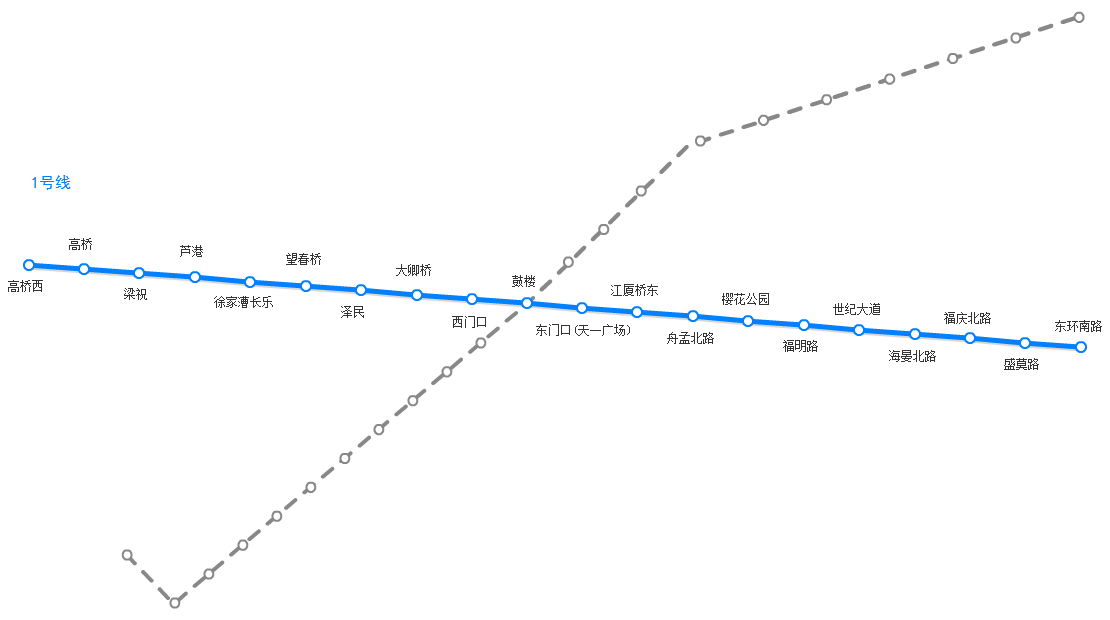 1号线
高桥西
高桥
梁祝
芦港
徐家漕长乐
望春桥
泽民
大卿桥
西门口
鼓楼
东门口(天一广场)
江厦桥东
舟孟北路
樱花公园
福明路
世纪大道
海晏北路
福庆北路
盛莫路
东环南路